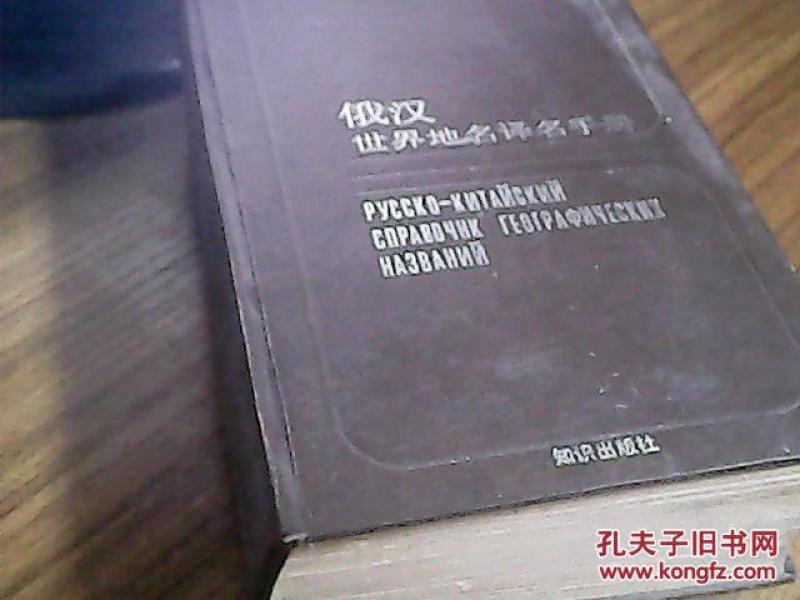 俄汉
世界地名译名手册
РУССКО-КИТАЙСКИЙ
СПРАВОЧНИК ГЕОГРАФИЧЕСКИХ
НАЗВАНИЙ
知识出版社
孔夫子旧书网
www.kongfz.com